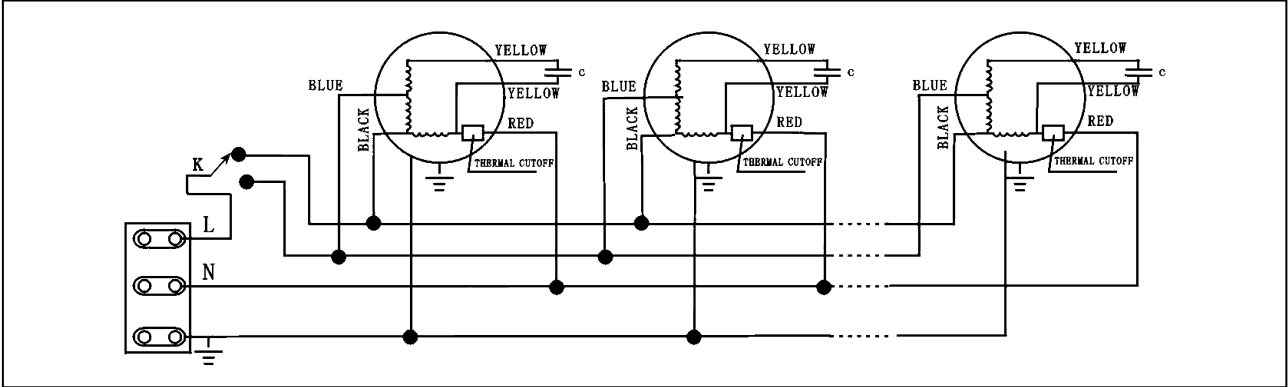 YELLOW
C
BLUE
YELLOW
BLACK
RED
THERMAL CUTOFF
YELLOW
C
BLUE
YELLOW
BLACK
RED
THERMAL CUTOFF
YELLOW
C
BLUE
YELLOW
BLACK
RED
THERMAL CUTOFF
K
L
N